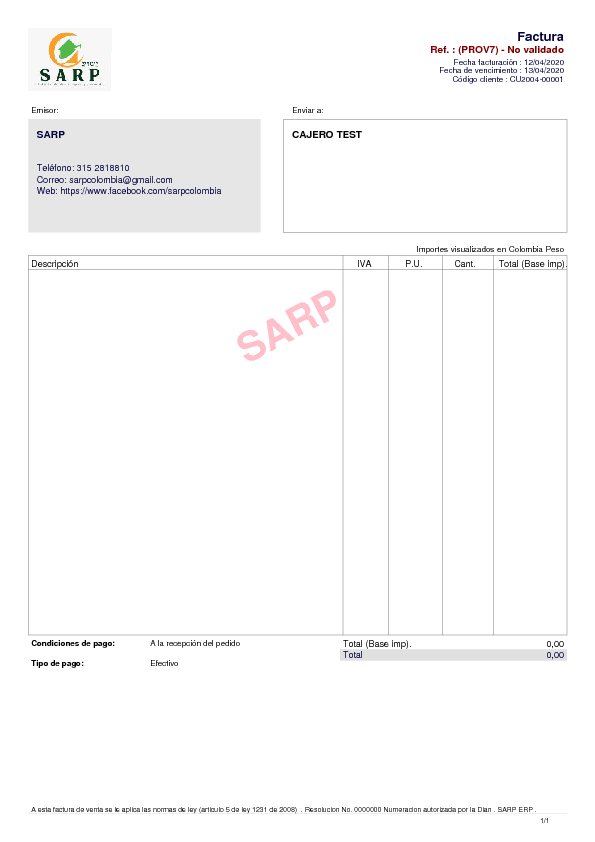 SARP
Factura
Ref. : (PROV7) - No validado
Fecha facturación : 12/04/2020
Fecha de vencimiento : 13/04/2020
Código cliente : CU2004-00001
Emisor:
Enviar a:
SARP
CAJERO TEST
Teléfono: 315 2818810
Correo: sarpcolombia@gmail.com
Web: https://www.facebook.com/sarpcolombia
Importes visualizados en Colombia Peso
Descripción IVA P.U. Cant. Total (Base imp).
SARP
Condiciones de pago: A la recepción del pedido
Total (Base imp). 0,00
Total 0,00
Tipo de pago: Efectivo
A esta factura de venta se le aplica las normas de ley (articulo 5 de ley 1231 de 2008) . Resolucion No. 0000000 Numeracion autorizada por la Dian . SARP ERP .
1/1